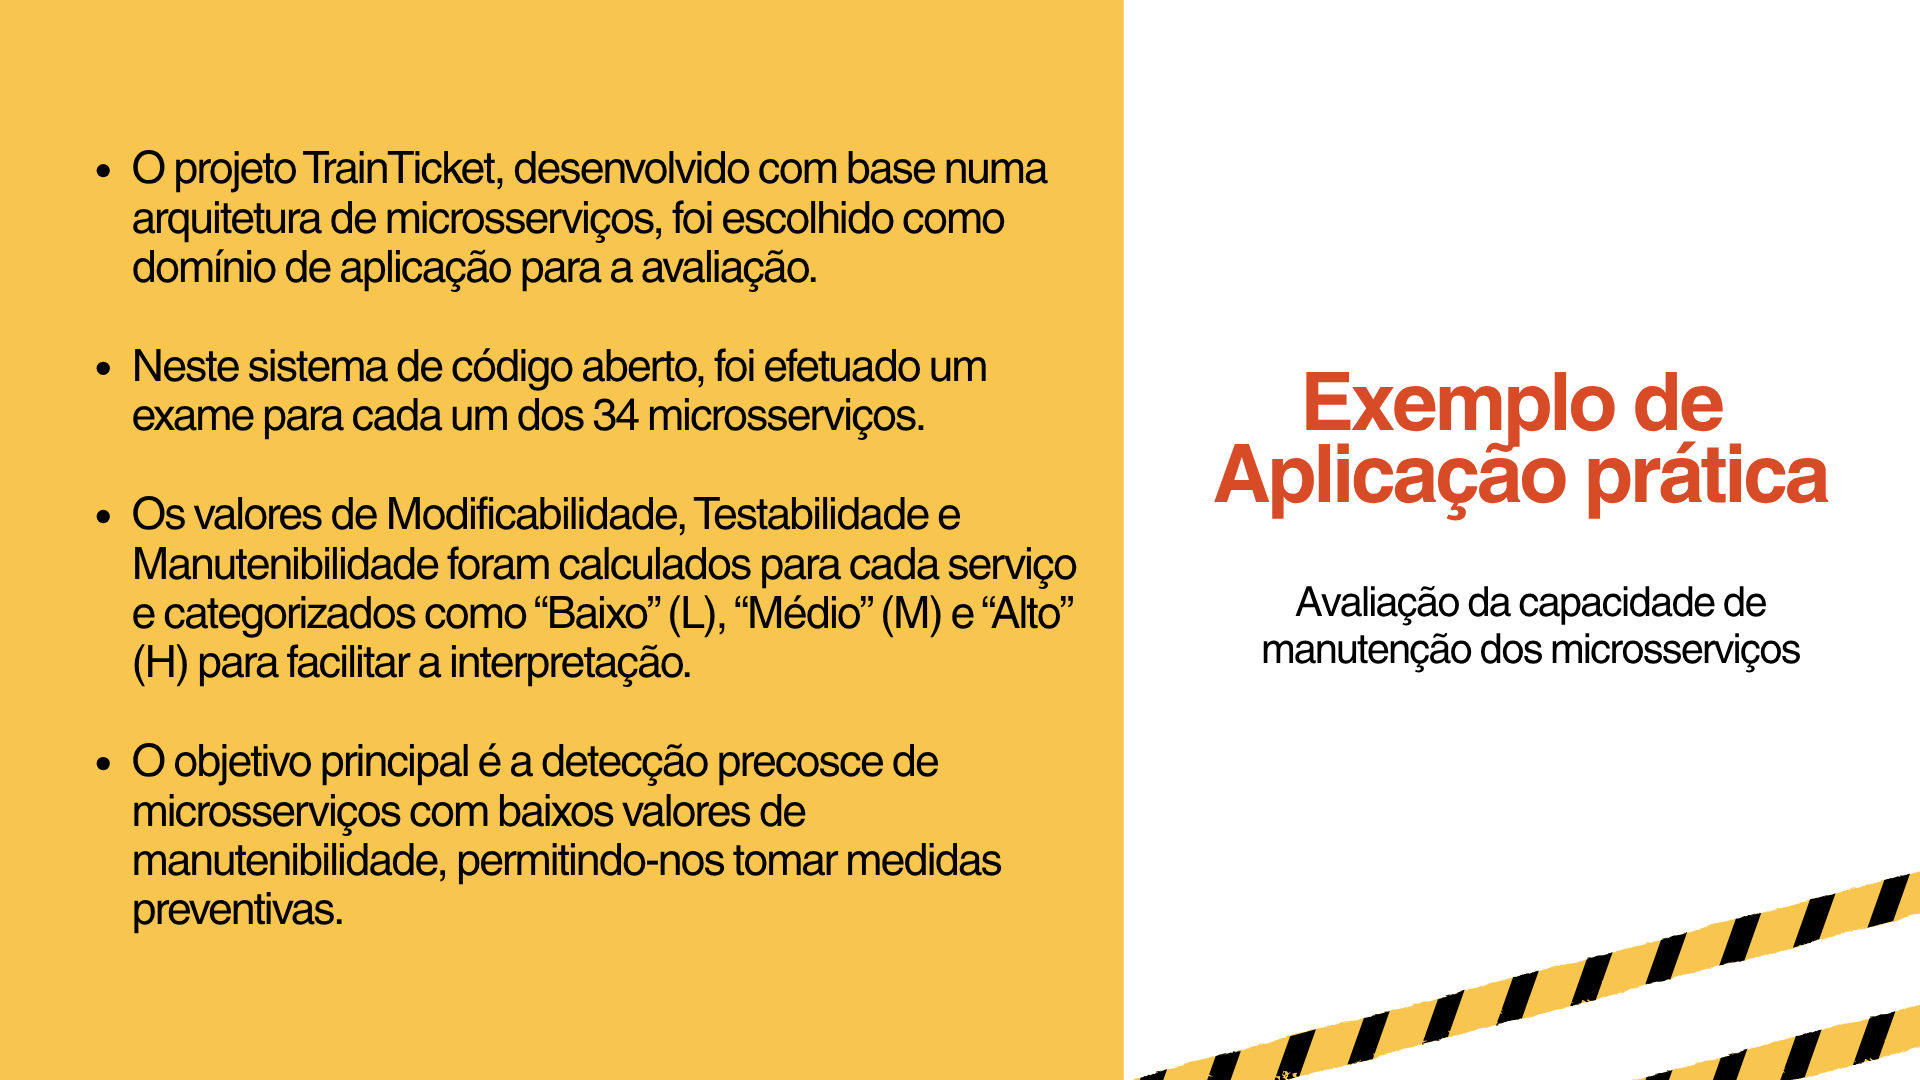 • O projeto TrainTicket, desenvolvido com base numa
arquitetura de microsserviços, foi escolhido como
domínio de aplicação para a avaliação.
• Neste sistema de código aberto, foi efetuado um
exame para cada um dos 34 microsserviços.
• Os valores de Modificabilidade, Testabilidade e
Manutenibilidade foram calculados para cada serviço
e categorizados como “Baixo” (L), “Médio” (M) e “Alto”
(H) para facilitar a interpretação.
• O objetivo principal é a detecção precosce de
microsserviços com baixos valores de
manutenibilidade, permitindo-nos tomar medidas
preventivas.
Exemplo de
Aplicação prática
Avaliação da capacidade de
manutenção dos microsserviços